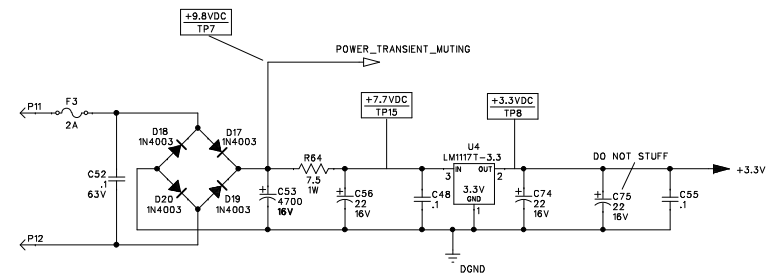 +9.8VDC
TP7
POWER_TRANSIENT_MUTING
P11
F3
2A
D18
1N4003
D17
1N4003
+7.7VDC
TP15
+3.3VDC
TP8
U4
LM1117T-3.3
R64
7.5
1W
3
IN
OUT
2
3.3V
GND
1
DO NOT STUFF
+3.3V
C52
.1
63V
D20
1N4003
D19
1N4003
+
C53
4700
16V
+
C56
22
16V
C48
.1
+
C74
22
16V
+
C75
22
16V
C55
.1
P12
DGND